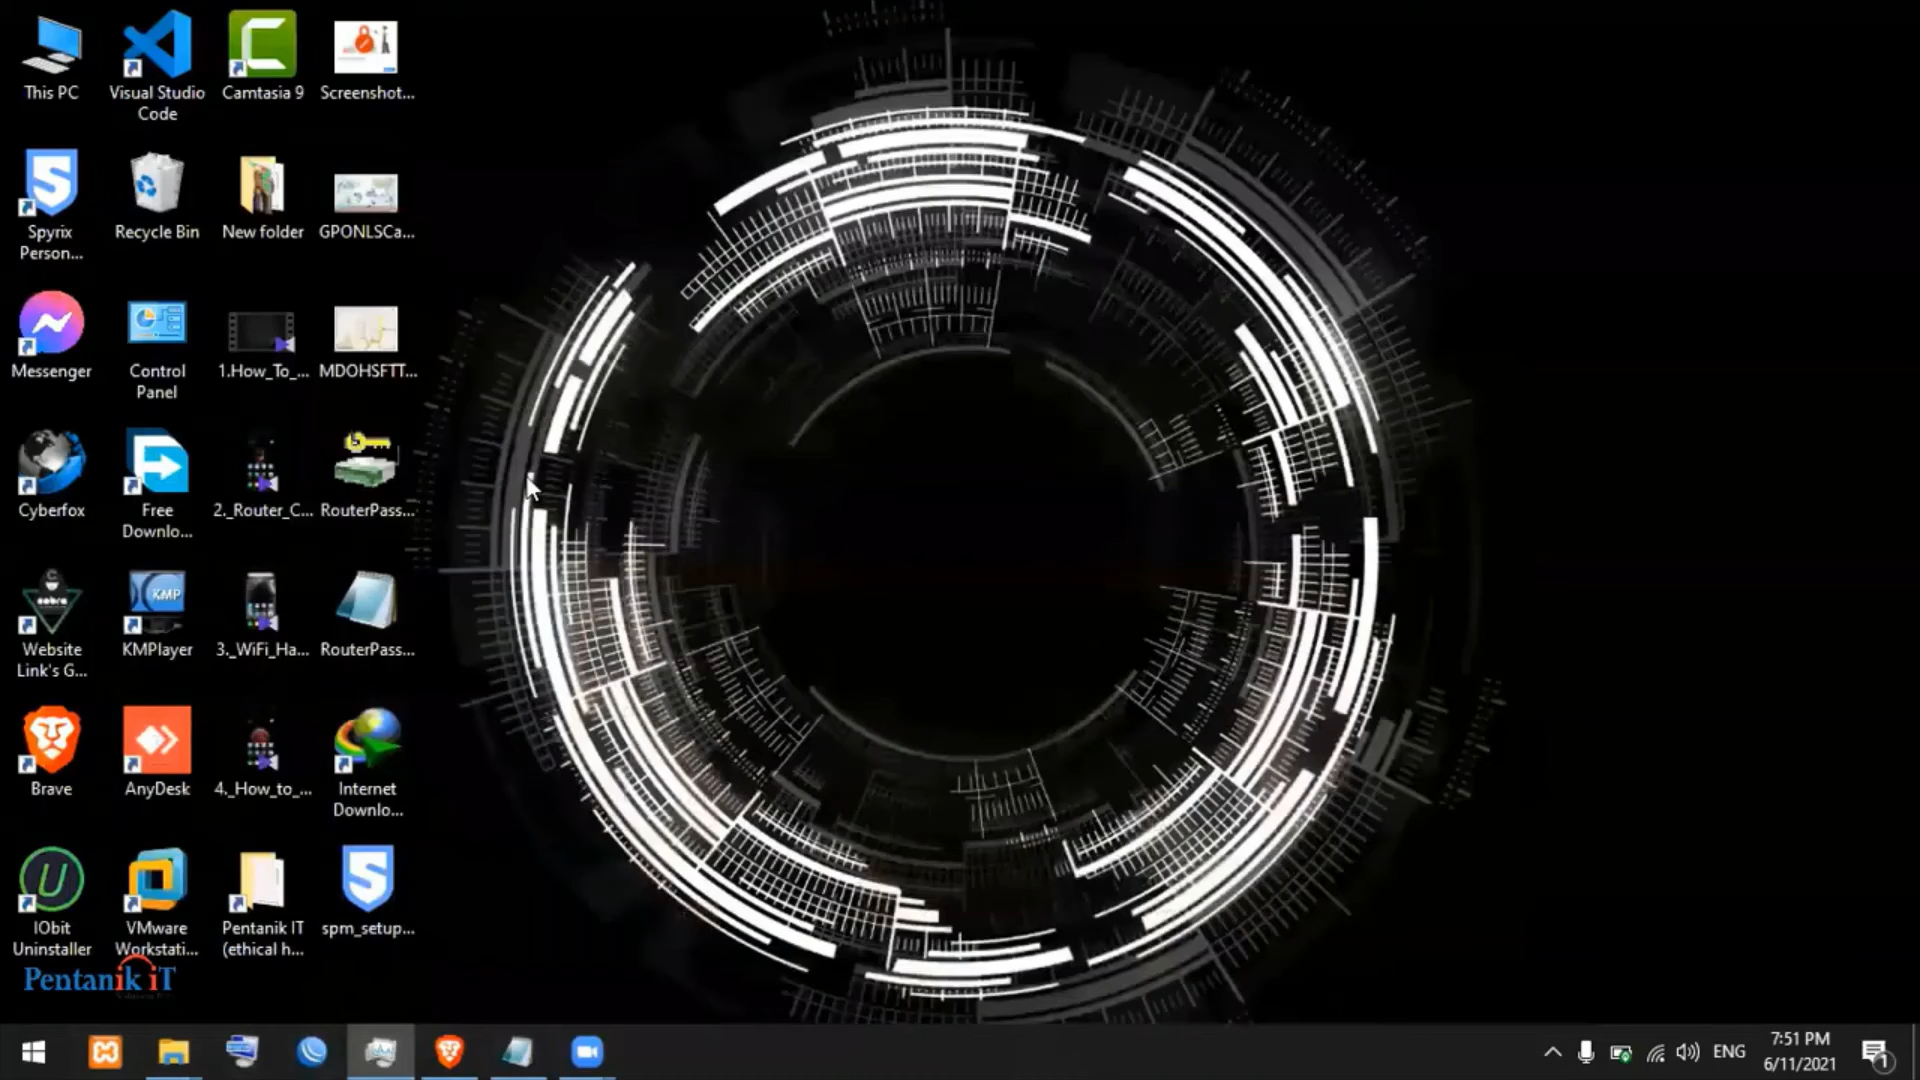 This PC
Visual Studio
Code
Camtasia 9
Screenshot...
Spyrix
Person...
Recycle Bin
New folder
GPONLSCa...
Messenger
Control
Panel
1.How_To_...
MDOHSFTT...
Cyberfox
Free
Downlo...
2._Router_C...
RouterPass...
Website
Link's G...
KMP
KMPlayer
3._WiFi_Ha...
RouterPass...
Brave
AnyDesk
4._How_to_...
Internet
Downlo...
IObit
Uninstaller
VMware
Workstati...
Pentanik IT
(ethical h...
spm_setup...
Pentanik iT
ENG
7:51 PM
6/11/2021
1